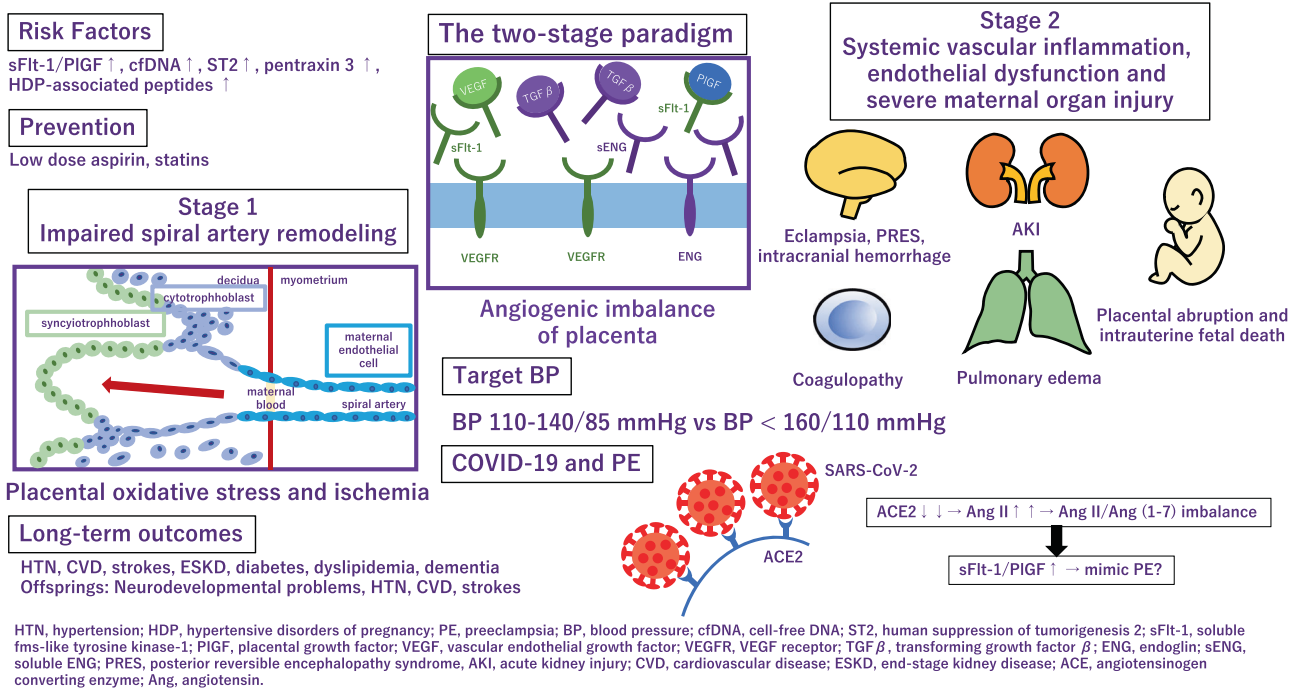 Risk Factors
sFlt-1/PlGF ↑, cfDNA ↑, ST2 ↑, pentraxin 3 ↑,
HDP-associated peptides ↑
Prevention
Low dose aspirin, statins
Stage 1
Impaired spiral artery remodeling
decidua
myometrium
cytotrophhoblast
syncyiotrophhoblast
maternal
endothelial
cell
maternal
blood
spiral artery
Placental oxidative stress and ischemia
Long-term outcomes
HTN, CVD, strokes, ESKD, diabetes, dyslipidemia, dementia
Offsprings: Neurodevelopmental problems, HTN, CVD, strokes
The two-stage paradigm
VEGF
TGFβ
TGFβ
PlGF
sFlt-1
sFlt-1
sENG
VEGFR
VEGFR
ENG
Angiogenic imbalance
of placenta
Target BP
BP 110-140/85 mmHg vs BP < 160/110 mmHg
COVID-19 and PE
SARS-CoV-2
ACE2
Stage 2
Systemic vascular inflammation,
endothelial dysfunction and
severe maternal organ injury
Eclampsia, PRES,
intracranial hemorrhage
AKI
Coagulopathy
Pulmonary edema
Placental abruption and
intrauterine fetal death
ACE2 ↓ ↓ → Ang II ↑ ↑ → Ang II/Ang (1-7) imbalance
sFlt-1/PlGF ↑ → mimic PE?
HTN, hypertension; HDP, hypertensive disorders of pregnancy; PE, preeclampsia; BP, blood pressure; cfDNA, cell-free DNA; ST2, human suppression of tumorigenesis 2; sFlt-1, soluble
fms-like tyrosine kinase-1; PlGF, placental growth factor; VEGF, vascular endothelial growth factor; VEGFR, VEGF receptor; TGFβ, transforming growth factor β; ENG, endoglin; sENG,
soluble ENG; PRES, posterior reversible encephalopathy syndrome, AKI, acute kidney injury; CVD, cardiovascular disease; ESKD, end-stage kidney disease; ACE, angiotensinogen
converting enzyme; Ang, angiotensin.